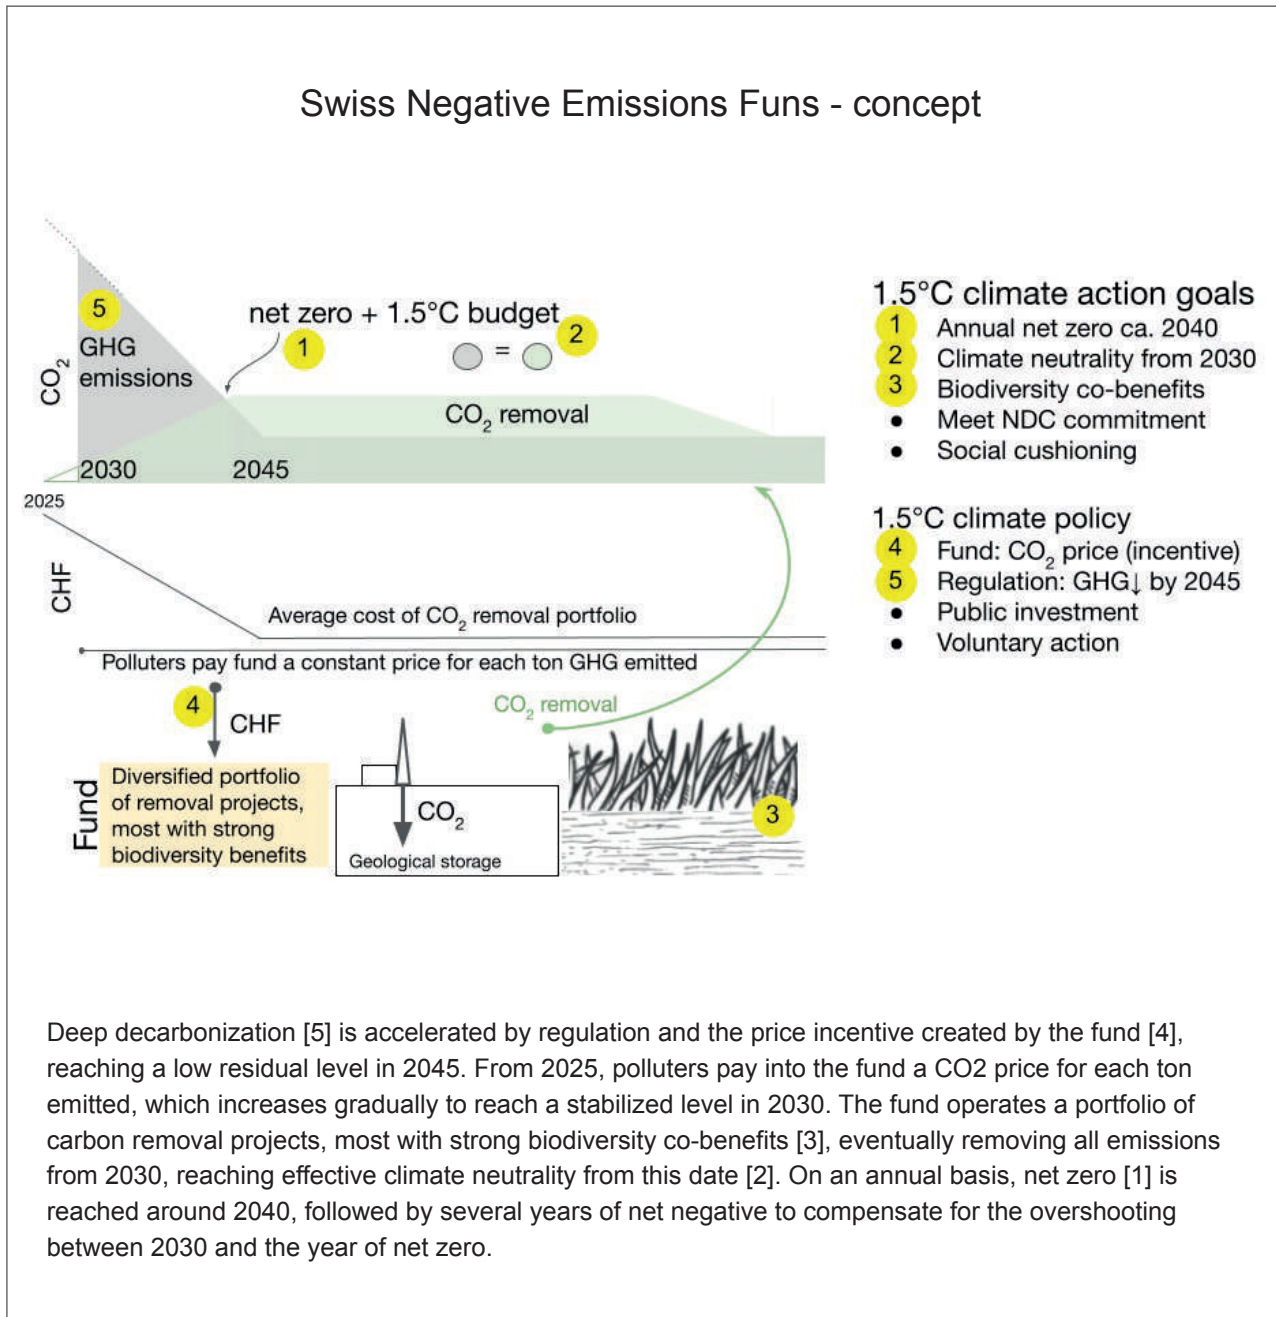 Swiss Negative Emissions Funs - concept
CO2
5
GHG
emissions
net zero + 1.5°C budget
1
2
=
CO2 removal
2030
2045
2025
CHF
Average cost of CO2 removal portfolio
Polluters pay fund a constant price for each ton GHG emitted
4
CHF
CO2 removal
Fund
Diversified portfolio
of removal projects,
most with strong
biodiversity benefits
CO2
Geological storage
3
1.5°C climate action goals
1 Annual net zero ca. 2040
2 Climate neutrality from 2030
3 Biodiversity co-benefits
● Meet NDC commitment
● Social cushioning
1.5°C climate policy
4 Fund: CO2 price (incentive)
5 Regulation: GHG↓ by 2045
● Public investment
● Voluntary action
Deep decarbonization [5] is accelerated by regulation and the price incentive created by the fund [4],
reaching a low residual level in 2045. From 2025, polluters pay into the fund a CO2 price for each ton
emitted, which increases gradually to reach a stabilized level in 2030. The fund operates a portfolio of
carbon removal projects, most with strong biodiversity co-benefits [3], eventually removing all emissions
from 2030, reaching effective climate neutrality from this date [2]. On an annual basis, net zero [1] is
reached around 2040, followed by several years of net negative to compensate for the overshooting
between 2030 and the year of net zero.